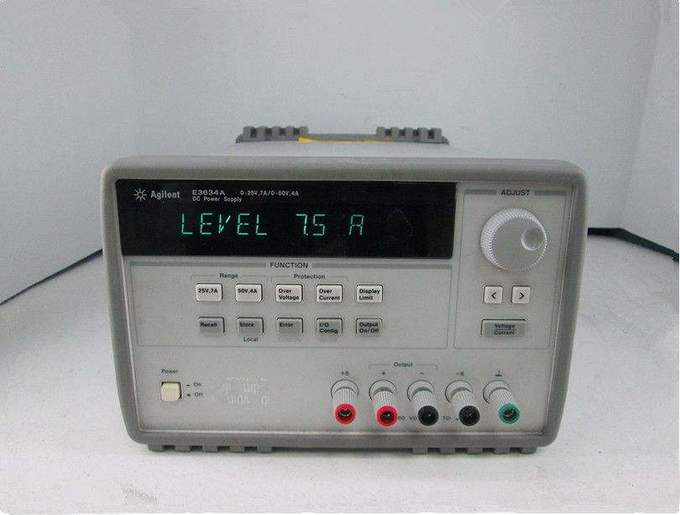 Agilent E3634A 0-25V,7A/0-50V,4A
DC Power Supply
LEVEL 7.5 A
ADJUST
FUNCTION
Range Protection
25V,7A 50V,4A Over Voltage Over Current Display Limit
Recall Store Error I/O Config Output On/Off
Local
Voltage
Current
Power
On
Off
Output
+S + - -S